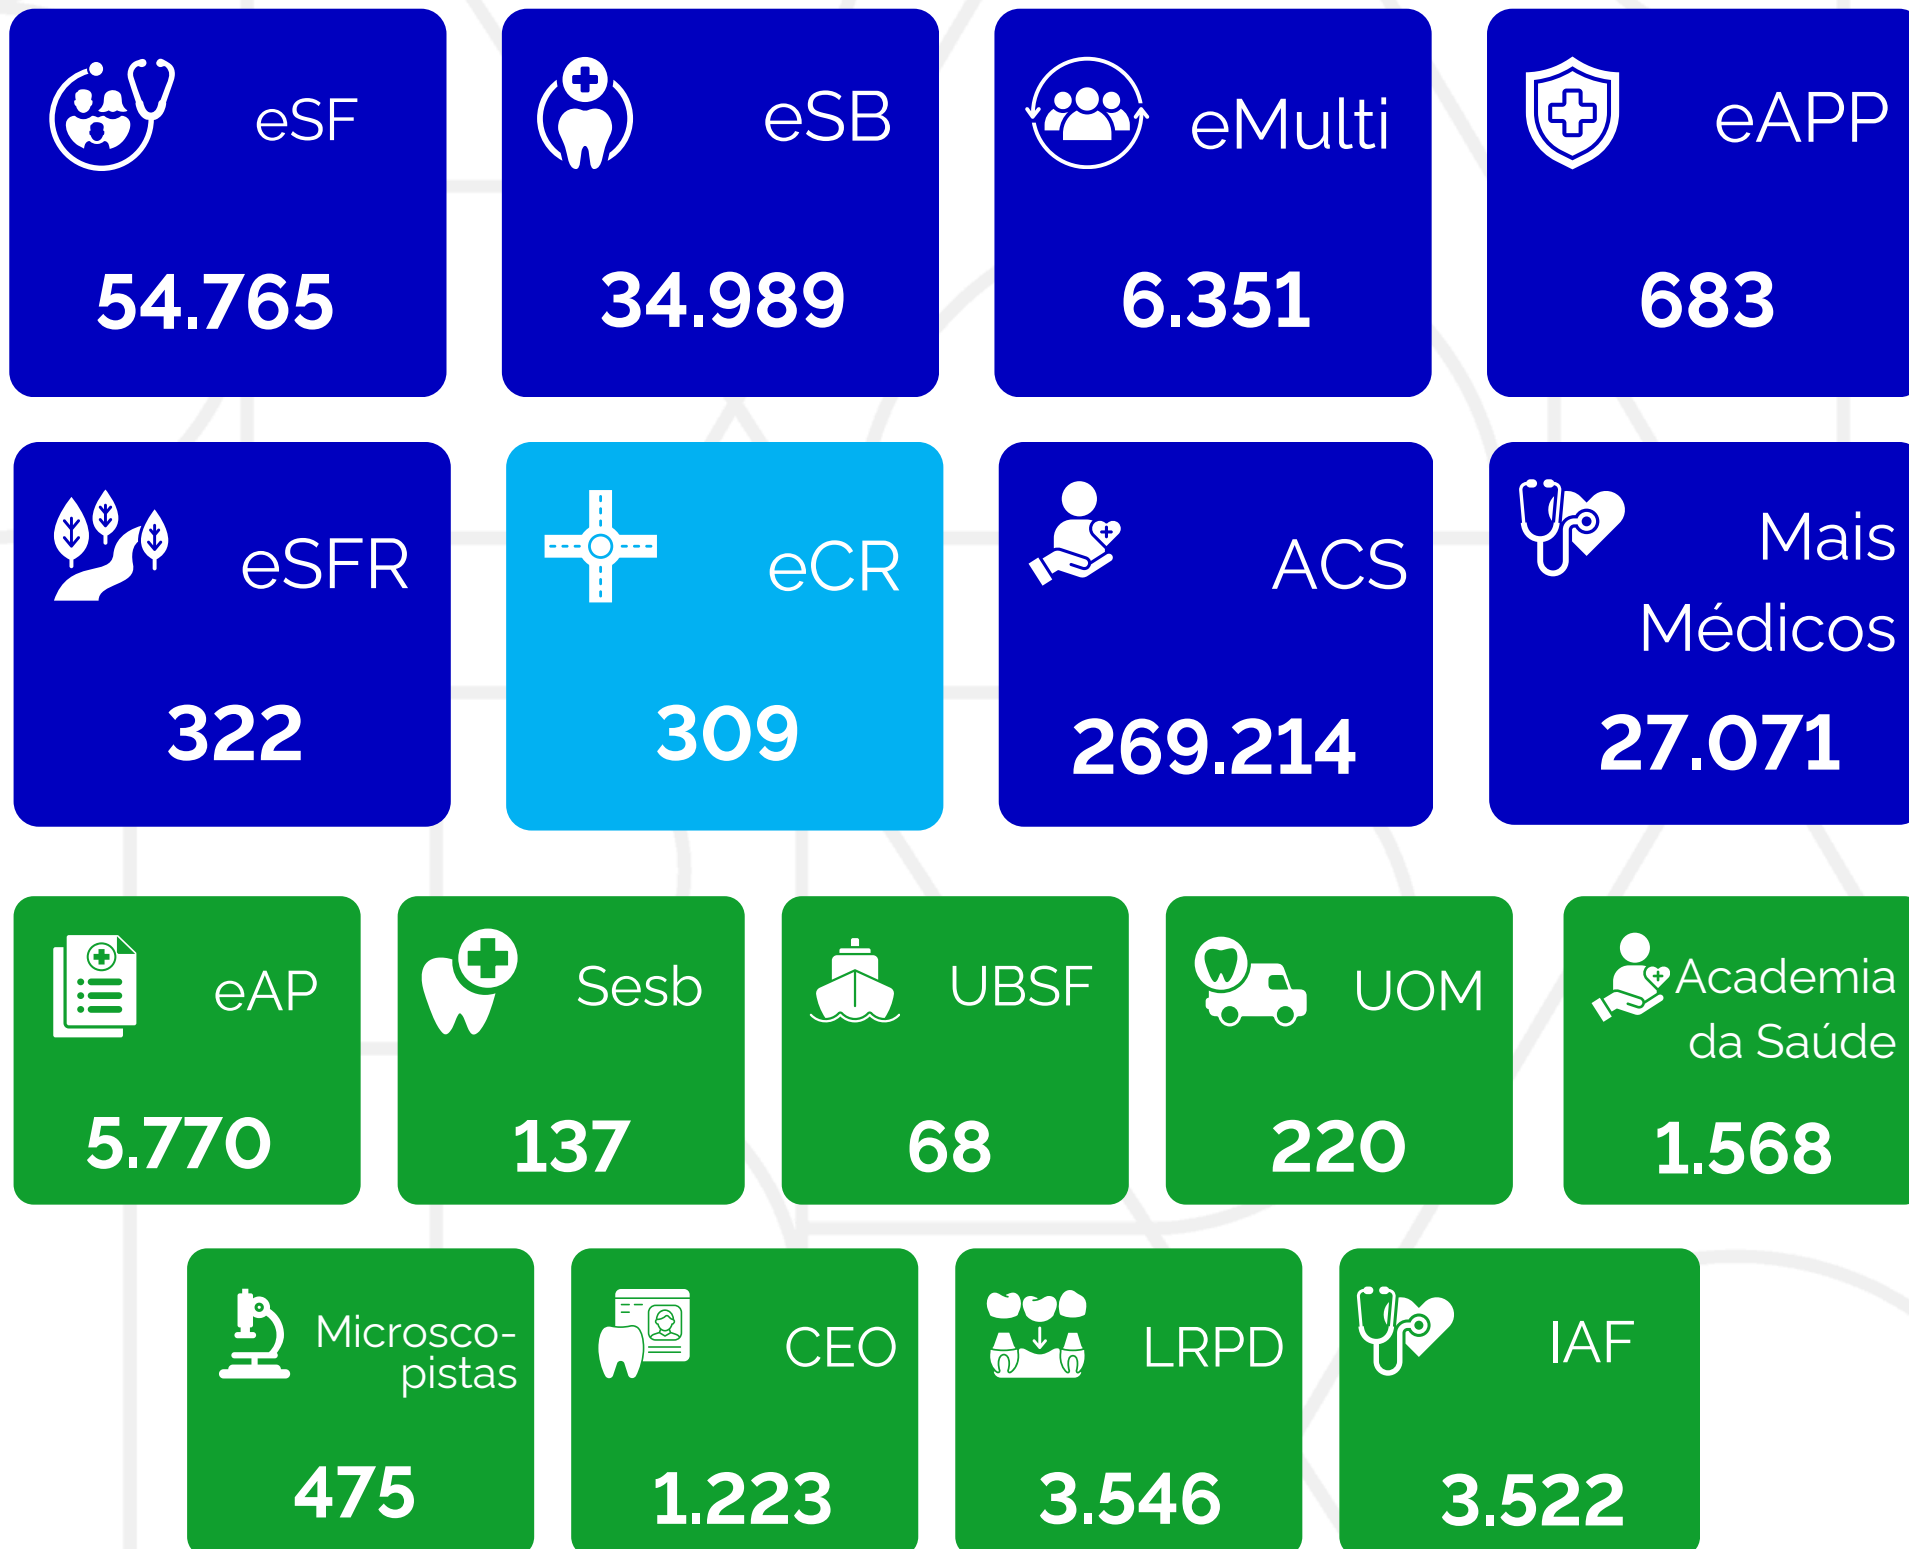 eSF
54.765
eSB
34.989
eMulti
6.351
eAPP
683
eSFR
322
eCR
309
ACS
269.214
Mais
Médicos
27.071
eAP
5.770
Sesb
137
UBSF
68
UOM
220
Academia
da Saúde
1.568
Microsco-
pistas
475
CEO
1.223
LRPD
3.546
IAF
3.522